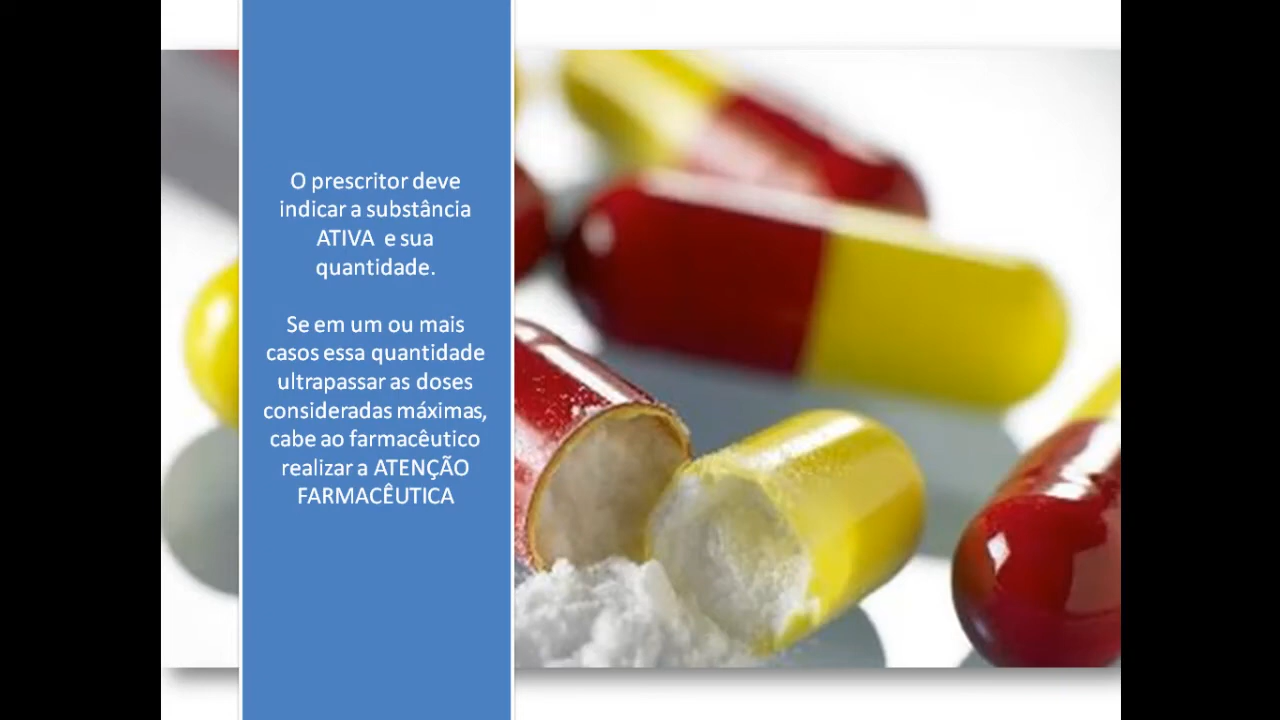 O prescritor deve
indicar a substância
ATIVA e sua
quantidade.
Se em um ou mais
casos essa quantidade
ultrapassar as doses
consideradas máximas,
cabe ao farmacêutico
realizar a ATENÇÃO
FARMACÊUTICA